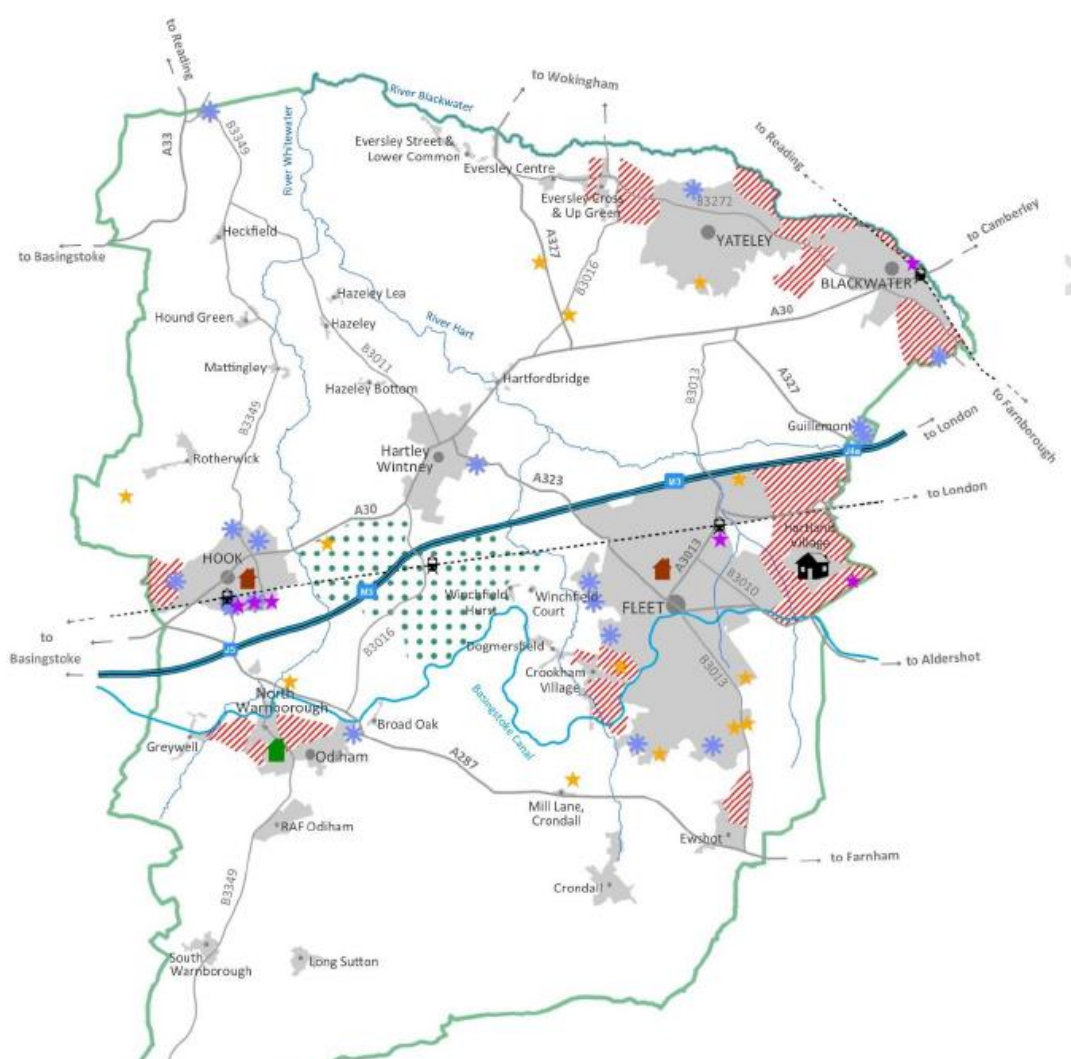 to Reading
to Wokingham
River Blackwater
A33
B3349
River Whitewater
Eversley Street &
Lower Common
Eversley Centre
to Reading
Eversley Cross
& Up Green
B3272
YATELEY
to Camberley
Heckfield
to Basingstoke
A327
B3016
BLACKWATER
Hazeley Lea
Hound Green
Hazeley
River Hart
A30
Mattingley
B3011
Hazeley Bottom
Hartfordbridge
B3013
A327
to Farnborough
B3349
Guillemont
to London
Hartley
Wintney
Rotherwick
A323
M3
J4a
A30
to London
Hartland
Village
HOOK
A3013
M3
Winchfield
Hurst
Winchfield
Court
B3010
FLEET
to
Basingstoke
J5
B3016
Dogmersfield
to Aldershot
Crookham
Village
B3013
North
Warnborough
Basingstoke
Canal
Broad Oak
Greywell
Odiham
A287
Mill Lane,
Crondall
RAF Odiham
Ewshot
to Farnham
B3349
Crondall
South
Warnborough
Long Sutton